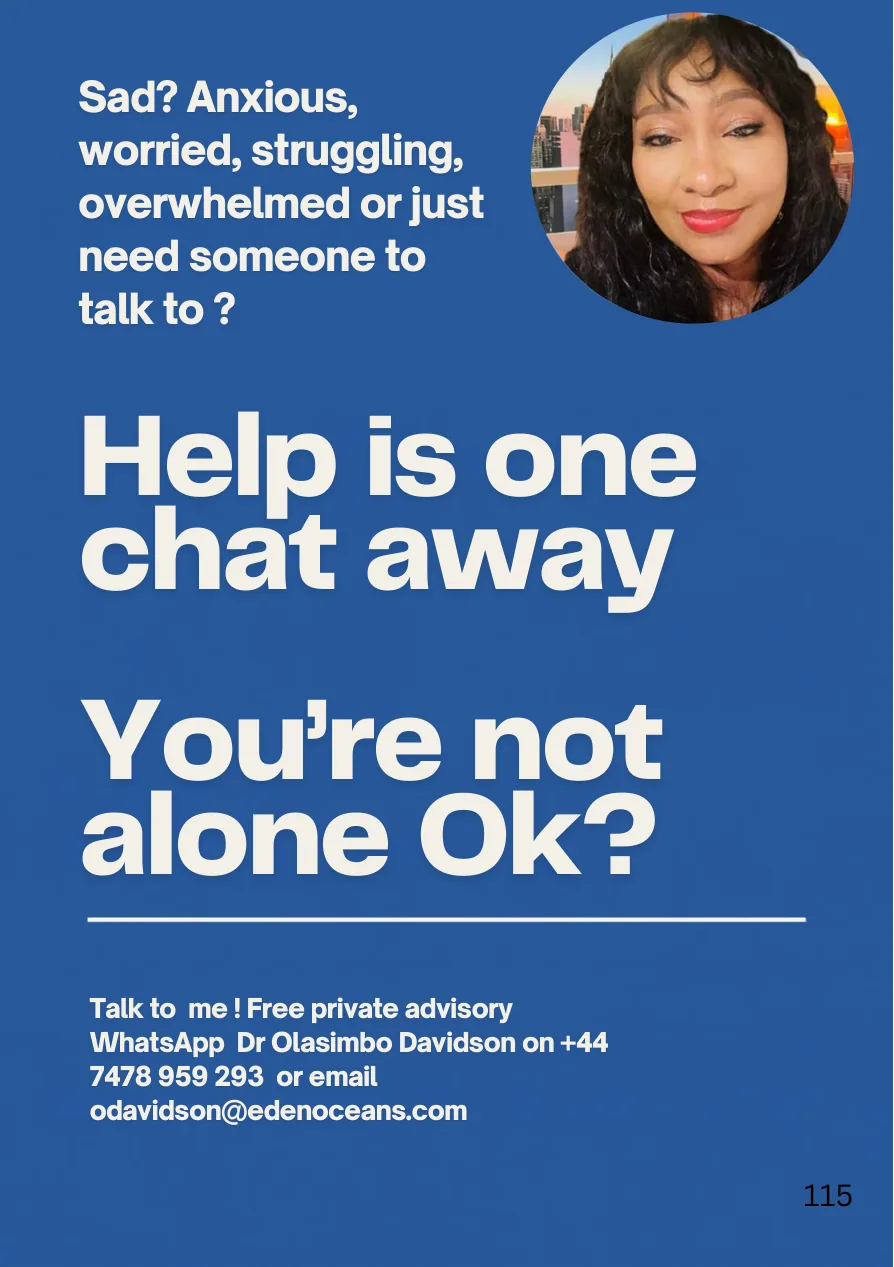 Sad? Anxious,
worried, struggling,
overwhelmed or just
need someone to
talk to ?
Help is one
chat away
You’re not
alone Ok?
Talk to  me ! Free private advisory
WhatsApp  Dr Olasimbo Davidson on +44
7478 959 293  or email
odavidson@edenoceans.com
115